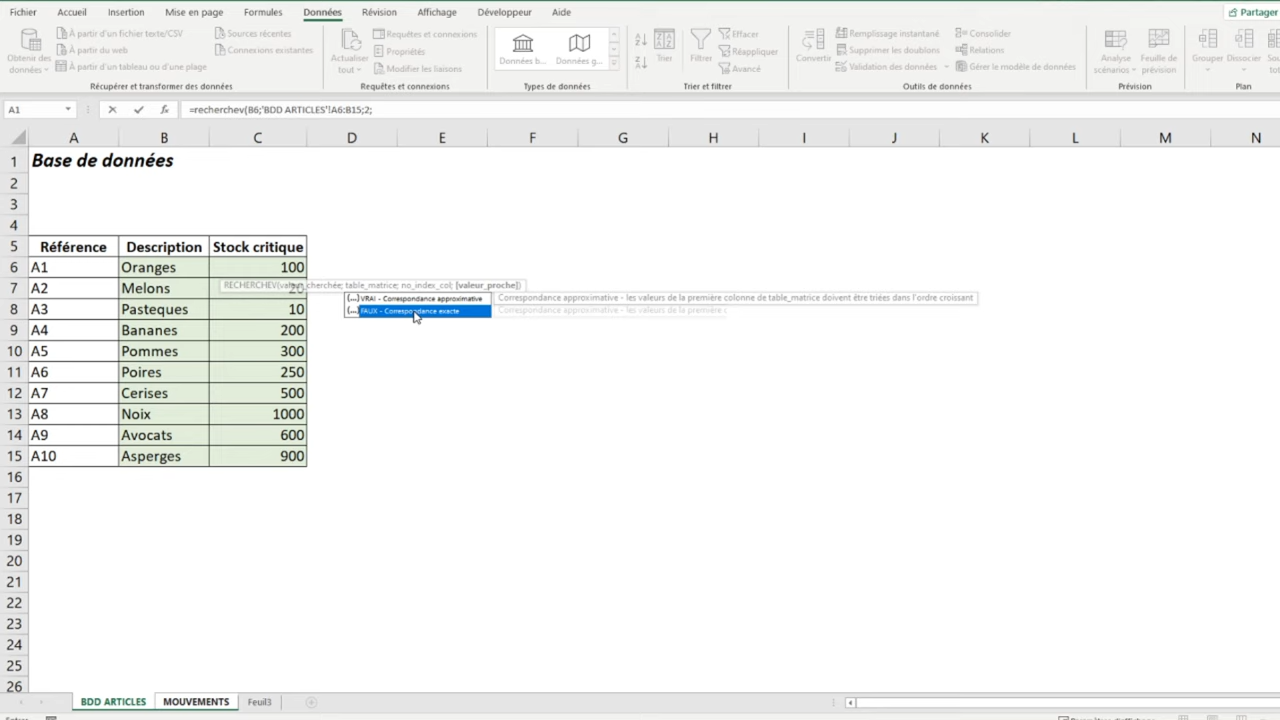 Fichier Accueil Insertion Mise en page Formules Données Révision Affichage Développeur Aide Partager
Obtenir des données
À partir d'un fichier texte/CSV
À partir du web
À partir d'un tableau ou d'une plage
Sources récentes
Connexions existantes
Récupérer et transformer des données
Actualiser tout
Requêtes et connexions
Propriétés
Modifier les liaisons
Requêtes et connexions
Données b...
Données g...
Types de données
Trier
Filtrer
Effacer
Réappliquer
Avancé
Trier et filtrer
Convertir
Remplissage instantané
Supprimer les doublons
Validation des données
Consolider
Relations
Gérer le modèle de données
Outils de données
Analyse scénarios
Feuille de prévision
Prévision
Grouper
Dissocier
Plan
A1
fx
=recherchev(B6;'BDD ARTICLES'!A6:B15;2;
A B C D E F G H I J K L M N
1 Base de données
2
3
4
5 Référence Description Stock critique
6 A1 Oranges 100
7 A2 Melons 20
RECHERCHEV(valeur_cherchée; table_matrice; no_index_col; [valeur_proche])
(...) VRAI - Correspondance approximative
Correspondance approximative - les valeurs de la première colonne de table_matrice doivent être triées dans l'ordre croissant
8 A3 Pasteques 10
(...) FAUX - Correspondance exacte
Correspondance approximative - les valeurs de la première c
9 A4 Bananes 200
10 A5 Pommes 300
11 A6 Poires 250
12 A7 Cerises 500
13 A8 Noix 1000
14 A9 Avocats 600
15 A10 Asperges 900
16
17
18
19
20
21
22
23
24
25
26
BDD ARTICLES MOUVEMENTS Feuil3